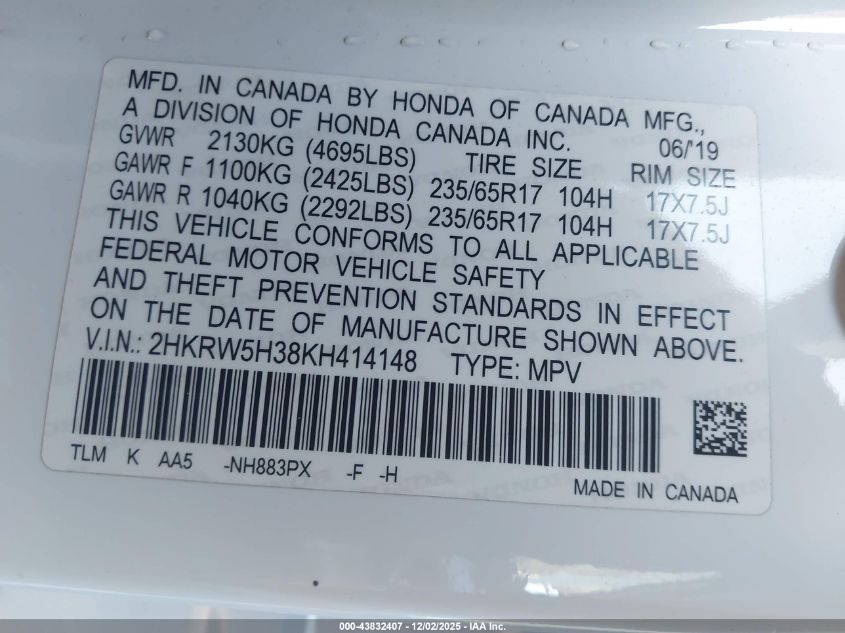 MFD. IN CANADA BY HONDA OF CANADA MFG.,
A DIVISION OF HONDA CANADA INC. 06/'19
GVWR 2130KG (4695LBS) TIRE SIZE RIM SIZE
GAWR F 1100KG (2425LBS) 235/65R17 104H 17X7.5J
GAWR R 1040KG (2292LBS) 235/65R17 104H 17X7.5J
THIS VEHICLE CONFORMS TO ALL APPLICABLE
FEDERAL MOTOR VEHICLE SAFETY
AND THEFT PREVENTION STANDARDS IN EFFECT
ON THE DATE OF MANUFACTURE SHOWN ABOVE.
V.I.N.: 2HKRW5H38KH414148 TYPE: MPV
TLM K AA5 -NH883PX -F -H
MADE IN CANADA
000-43832407 - 12/02/2025 - IAA Inc.